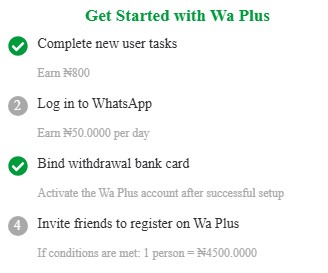 Get Started with Wa Plus
Complete new user tasks
Earn ₦800
2 Log in to WhatsApp
Earn ₦50.0000 per day
Bind withdrawal bank card
Activate the Wa Plus account after successful setup
4 Invite friends to register on Wa Plus
If conditions are met: 1 person = ₦4500.0000